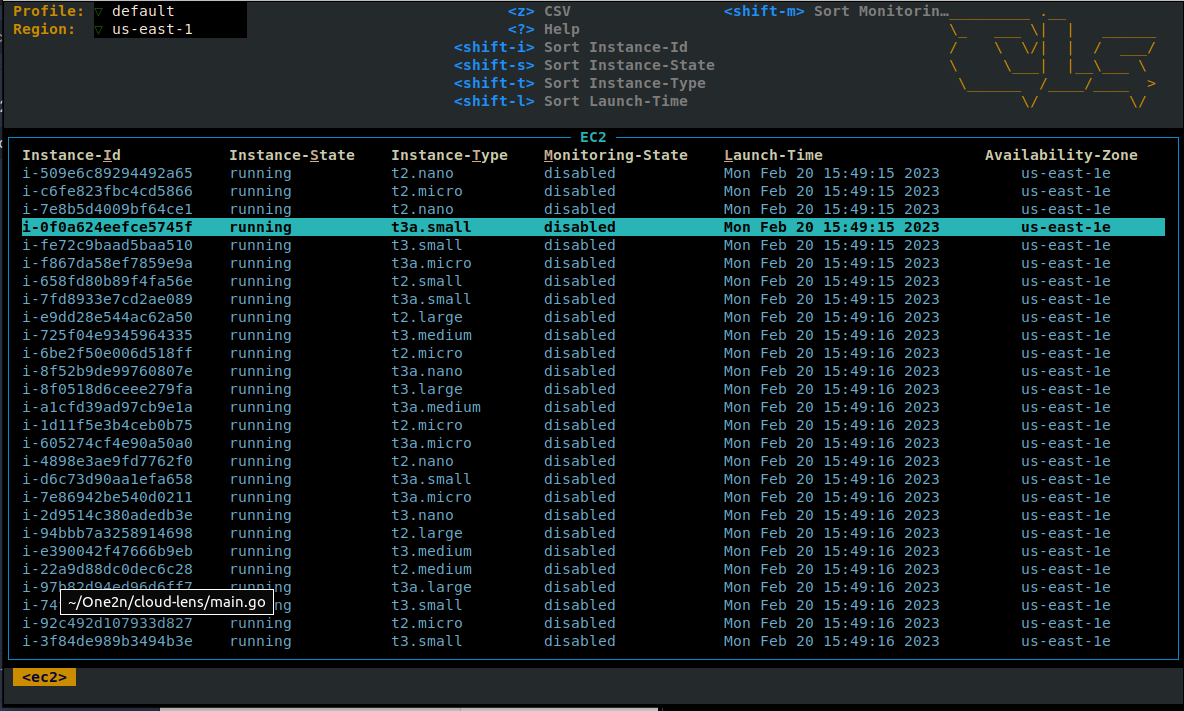 Profile: ▽ default <z> CSV <shift-m> Sort Monitorin…
Region: ▽ us-east-1 <?> Help
<shift-i> Sort Instance-Id
<shift-s> Sort Instance-State
<shift-t> Sort Instance-Type
<shift-l> Sort Launch-Time
EC2
Instance-Id Instance-State Instance-Type Monitoring-State Launch-Time Availability-Zone
i-509e6c89294492a65 running t2.nano disabled Mon Feb 20 15:49:15 2023 us-east-1e
i-c6fe823fbc4cd5866 running t2.micro disabled Mon Feb 20 15:49:15 2023 us-east-1e
i-7e8b5d4009bf64ce1 running t2.nano disabled Mon Feb 20 15:49:15 2023 us-east-1e
i-0f0a624eefce5745f running t3a.small disabled Mon Feb 20 15:49:15 2023 us-east-1e
i-fe72c9baad5baa510 running t3.small disabled Mon Feb 20 15:49:15 2023 us-east-1e
i-f867da58ef7859e9a running t3a.micro disabled Mon Feb 20 15:49:15 2023 us-east-1e
i-658fd80b89f4fa56e running t2.small disabled Mon Feb 20 15:49:15 2023 us-east-1e
i-7fd8933e7cd2ae089 running t3a.small disabled Mon Feb 20 15:49:15 2023 us-east-1e
i-e9dd28e544ac62a50 running t2.large disabled Mon Feb 20 15:49:16 2023 us-east-1e
i-725f04e9345964335 running t3.medium disabled Mon Feb 20 15:49:16 2023 us-east-1e
i-6be2f50e006d518ff running t2.micro disabled Mon Feb 20 15:49:16 2023 us-east-1e
i-8f52b9de99760807e running t3a.nano disabled Mon Feb 20 15:49:16 2023 us-east-1e
i-8f0518d6ceee279fa running t3.large disabled Mon Feb 20 15:49:16 2023 us-east-1e
i-a1cfd39ad97cb9e1a running t3a.medium disabled Mon Feb 20 15:49:16 2023 us-east-1e
i-1d11f5e3b4ceb0b75 running t2.micro disabled Mon Feb 20 15:49:16 2023 us-east-1e
i-605274cf4e90a50a0 running t3a.micro disabled Mon Feb 20 15:49:16 2023 us-east-1e
i-4898e3ae9fd7762f0 running t2.nano disabled Mon Feb 20 15:49:16 2023 us-east-1e
i-d6c73d90aa1efa658 running t3a.small disabled Mon Feb 20 15:49:16 2023 us-east-1e
i-7e86942be540d0211 running t3a.micro disabled Mon Feb 20 15:49:16 2023 us-east-1e
i-2d9514c380adedb3e running t3.nano disabled Mon Feb 20 15:49:16 2023 us-east-1e
i-94bbb7a3258914698 running t2.large disabled Mon Feb 20 15:49:16 2023 us-east-1e
i-e390042f47666b9eb running t3.medium disabled Mon Feb 20 15:49:16 2023 us-east-1e
i-22a9d88dc0dec6c28 running t2.medium disabled Mon Feb 20 15:49:16 2023 us-east-1e
i-97b82d94ed96d6ff7 running t3a.large disabled Mon Feb 20 15:49:16 2023 us-east-1e
i-74 ~/One2n/cloud-lens/main.go ng t3.small disabled Mon Feb 20 15:49:16 2023 us-east-1e
i-92c492d107933d827 running t2.micro disabled Mon Feb 20 15:49:16 2023 us-east-1e
i-3f84de989b3494b3e running t3.small disabled Mon Feb 20 15:49:16 2023 us-east-1e
<ec2>